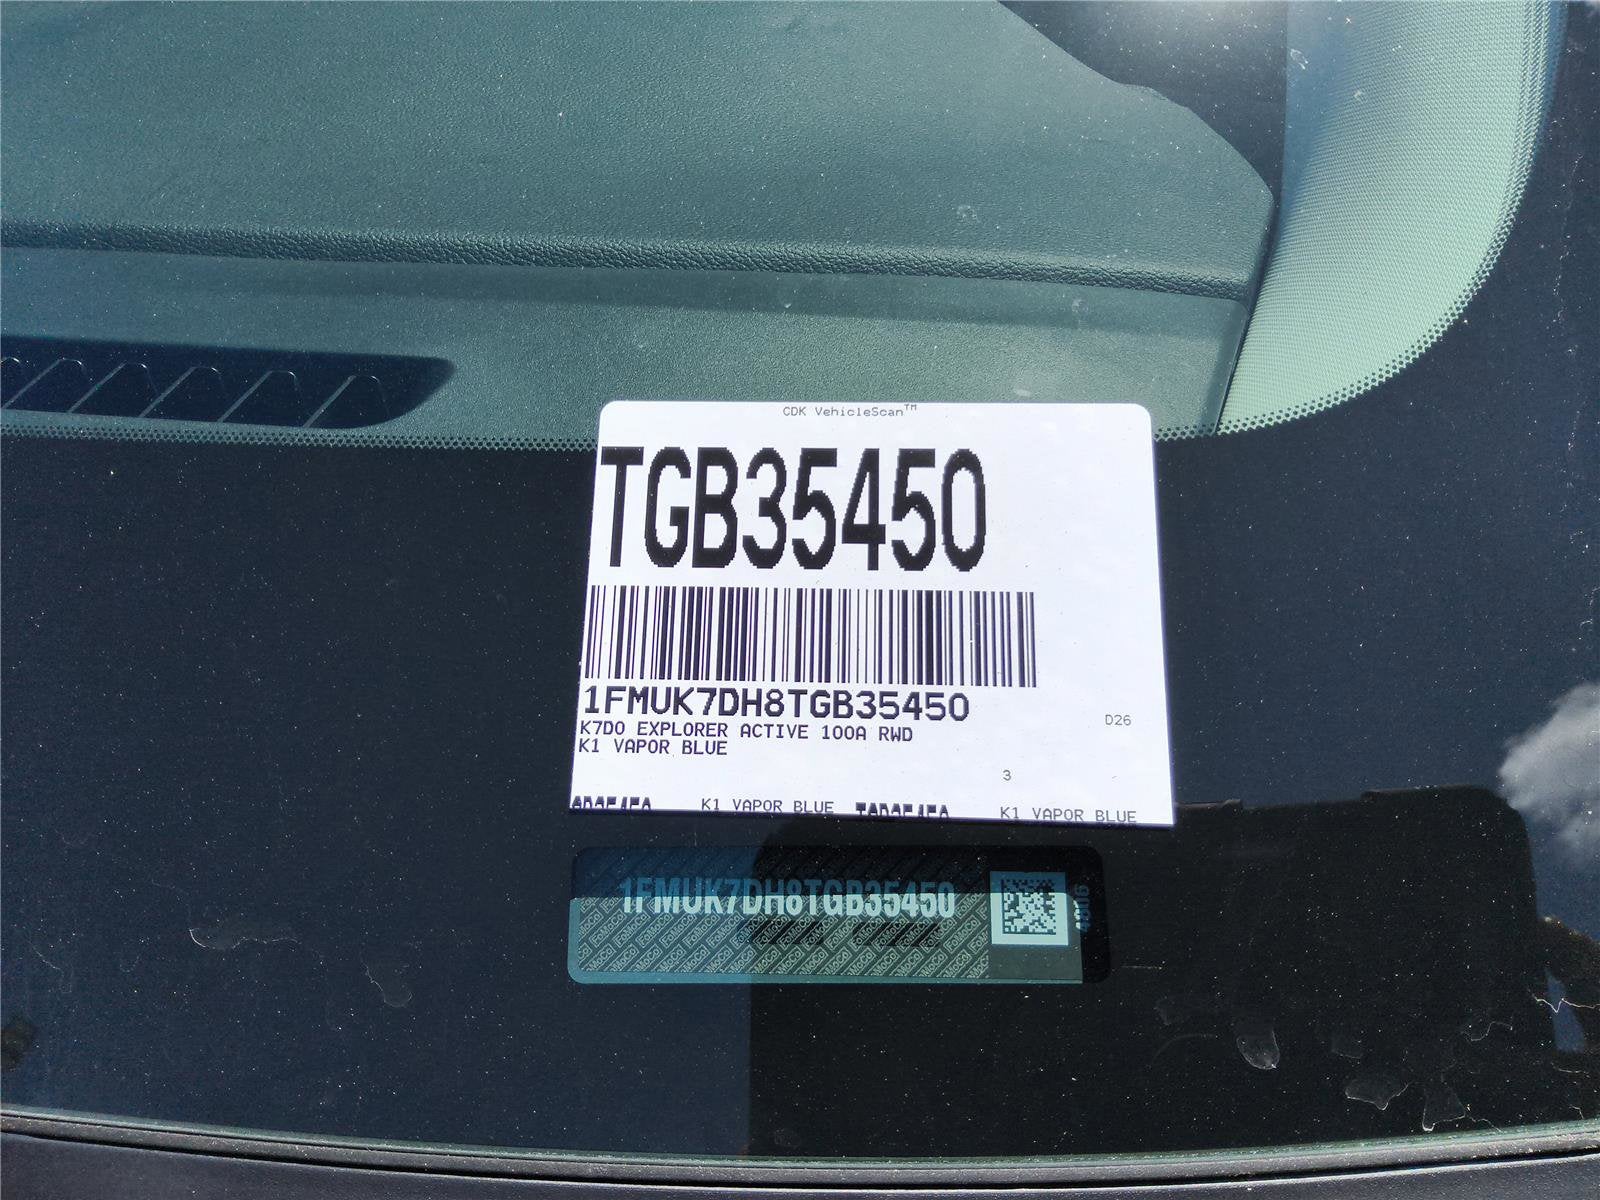 CDK VehicleScan™
TGB35450
1FMUK7DH8TGB35450
K7D0 EXPLORER ACTIVE 100A RWD
K1 VAPOR BLUE
D26
3
K1 VAPOR BLUE
K1 VAPOR BLUE
1FMUK7DH8TGB35450